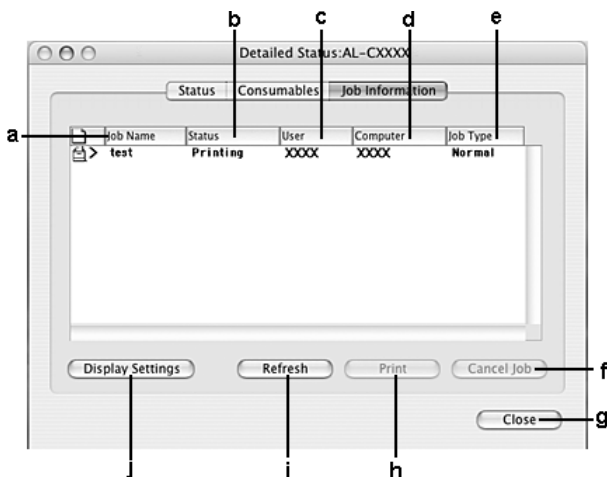 b c d e
Detailed Status:AL-CXXXX
Status Consumables Job Information
a Job Name Status User Computer Job Type
test Printing XXXX XXXX Normal
Display Settings Refresh Print Cancel Job f
Close g
j i h